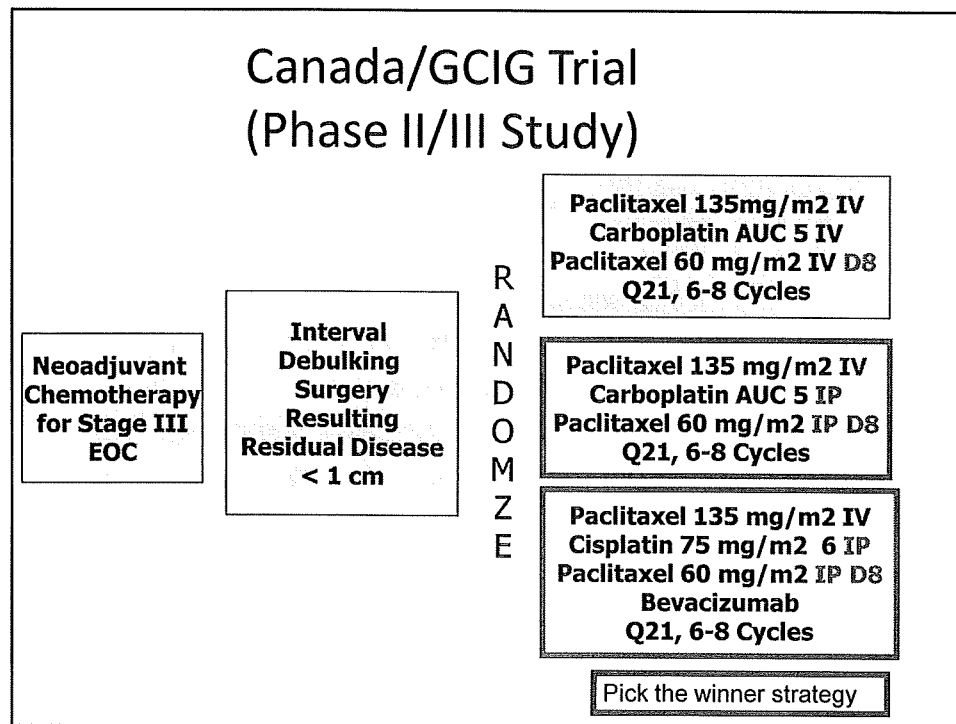 Canada/GCIG Trial
(Phase II/III Study)
Neoadjuvant
Chemotherapy
for Stage III
EOC
Interval
Debulking
Surgery
Resulting
Residual Disease
< 1 cm
R
A
N
D
O
M
Z
E
Paclitaxel 135mg/m2 IV
Carboplatin AUC 5 IV
Paclitaxel 60 mg/m2 IV D8
Q21, 6-8 Cycles
Paclitaxel 135 mg/m2 IV
Carboplatin AUC 5 IP
Paclitaxel 60 mg/m2 IP D8
Q21, 6-8 Cycles
Paclitaxel 135 mg/m2 IV
Cisplatin 75 mg/m2 6 IP
Paclitaxel 60 mg/m2 IP D8
Bevacizumab
Q21, 6-8 Cycles
Pick the winner strategy